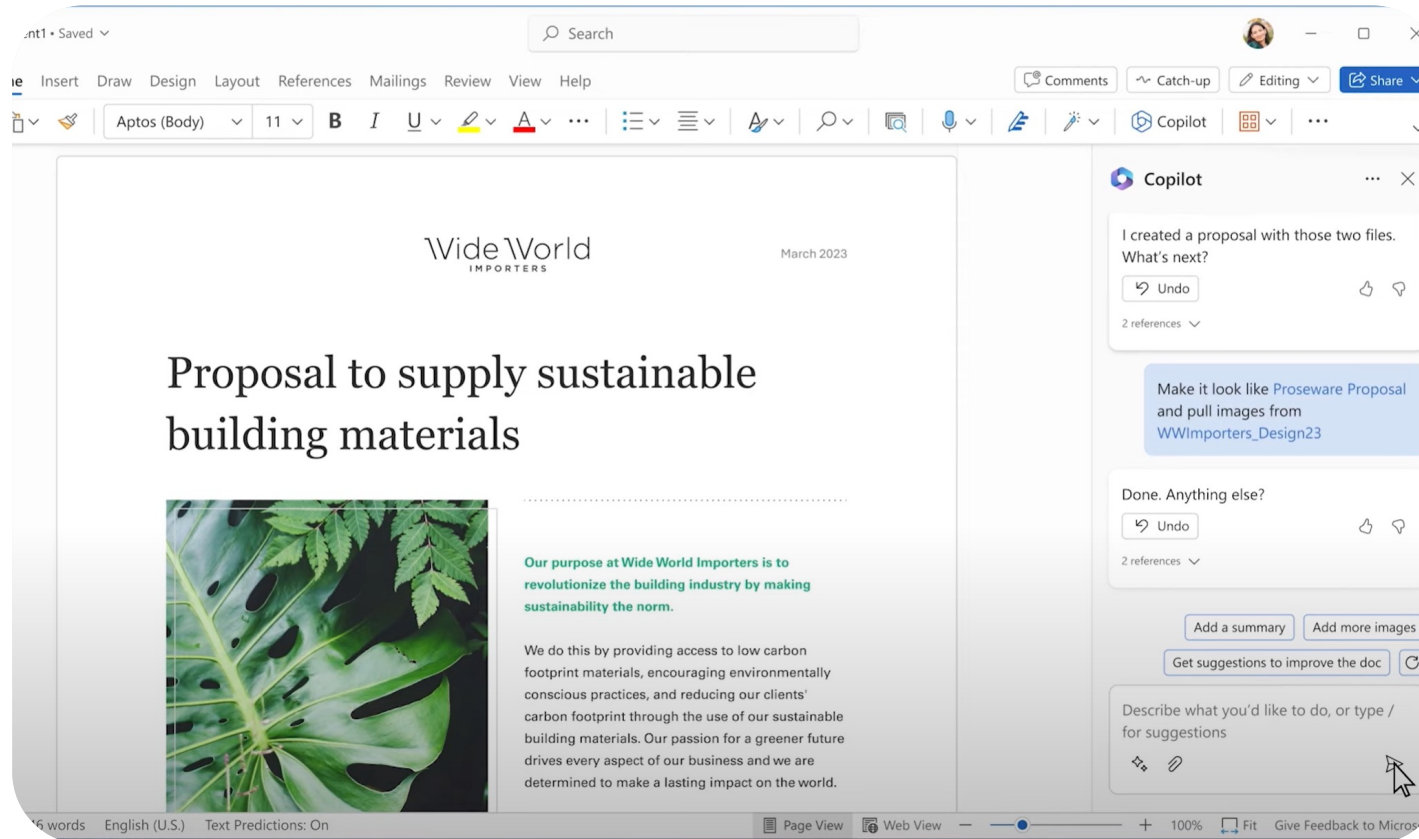 nt1 • Saved
Search
Insert Draw Design Layout References Mailings Review View Help
Comments Catch-up Editing Share
Aptos (Body) 11 B I U A Copilot
Copilot
Wide World
IMPORTERS
March 2023
Proposal to supply sustainable
building materials
Our purpose at Wide World Importers is to
revolutionize the building industry by making
sustainability the norm.
We do this by providing access to low carbon
footprint materials, encouraging environmentally
conscious practices, and reducing our clients'
carbon footprint through the use of our sustainable
building materials. Our passion for a greener future
drives every aspect of our business and we are
determined to make a lasting impact on the world.
I created a proposal with those two files.
What's next?
Undo
2 references
Make it look like Proseware Proposal
and pull images from
WWImporters_Design23
Done. Anything else?
Undo
2 references
Add a summary Add more images
Get suggestions to improve the doc
Describe what you'd like to do, or type /
for suggestions
words English (U.S.) Text Predictions: On Page View Web View 100% Fit Give Feedback to Micros